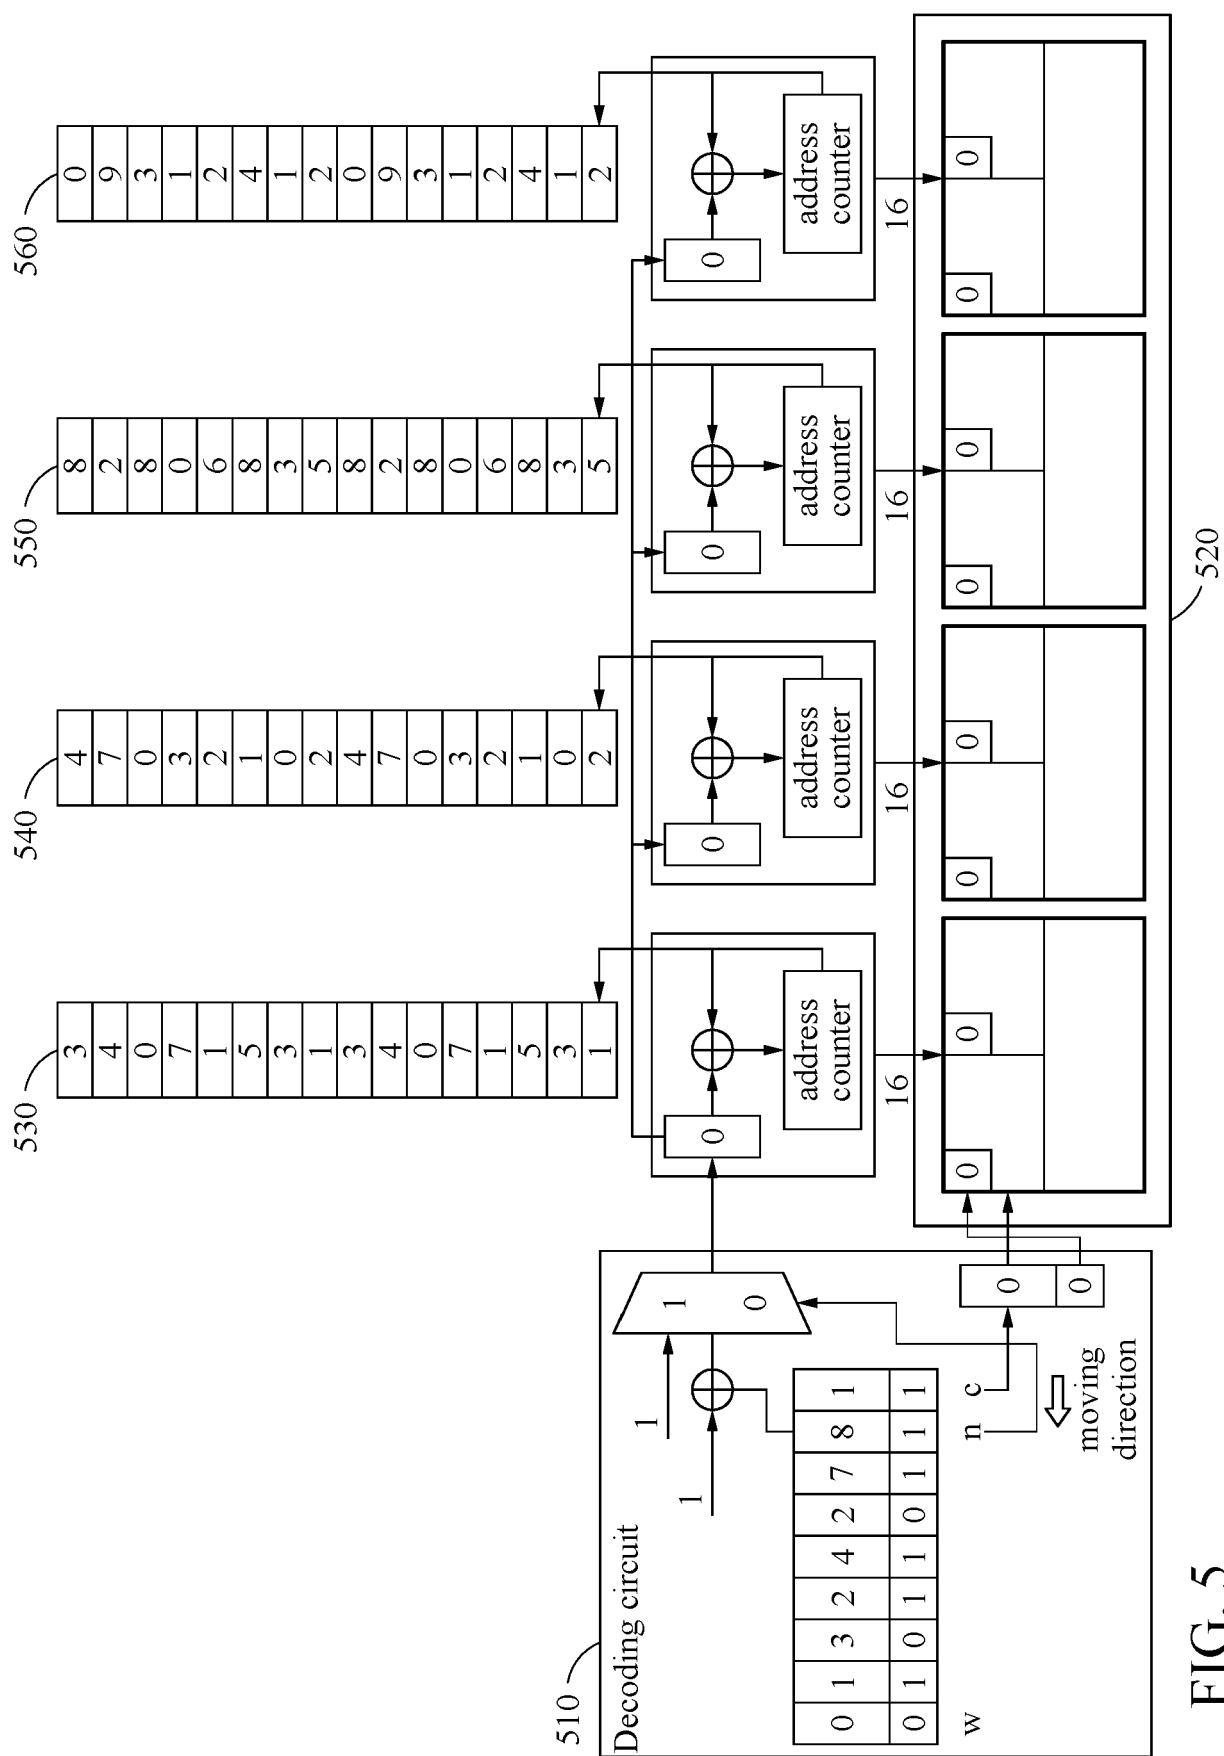 530 540 550 560
3 4 8 0
4 7 2 9
0 0 8 3
7 3 0 1
1 2 6 2
5 1 8 4
3 0 3 1
1 2 5 2
3 4 8 0
4 7 2 9
0 0 8 3
7 3 0 1
1 2 6 2
5 1 8 4
3 0 3 1
1 2 5 2
510
Decoding circuit
1
1
1
0
0 1 3 2 4 2 7 8 1
0 1 0 1 1 0 1 1 1
w n c
moving
direction
0
0
0
address
counter
16
0
address
counter
16
0
address
counter
16
0
address
counter
16
0 0 0 0 0 0 0 0
520
FIG. 5